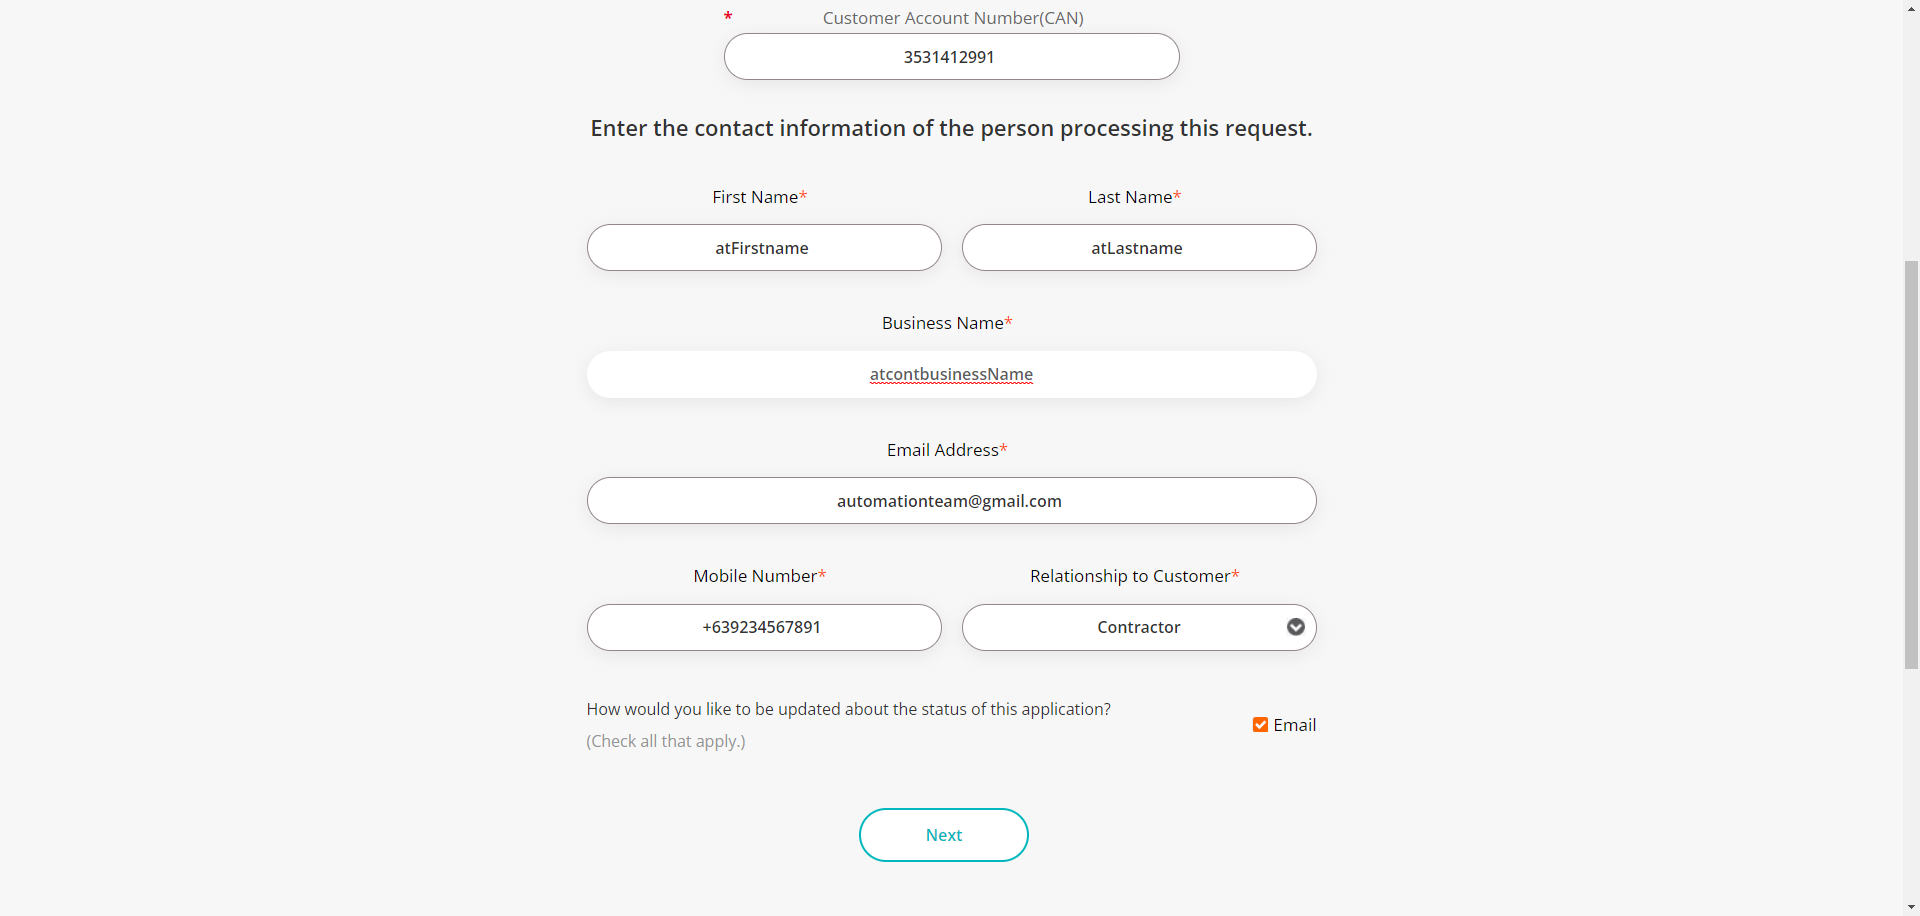 * Customer Account Number(CAN)
3531412991
Enter the contact information of the person processing this request.
First Name* Last Name*
atFirstname atLastname
Business Name*
atcontbusinessName
Email Address*
automationteam@gmail.com
Mobile Number* Relationship to Customer*
+639234567891 Contractor
How would you like to be updated about the status of this application?
Email
(Check all that apply.)
Next